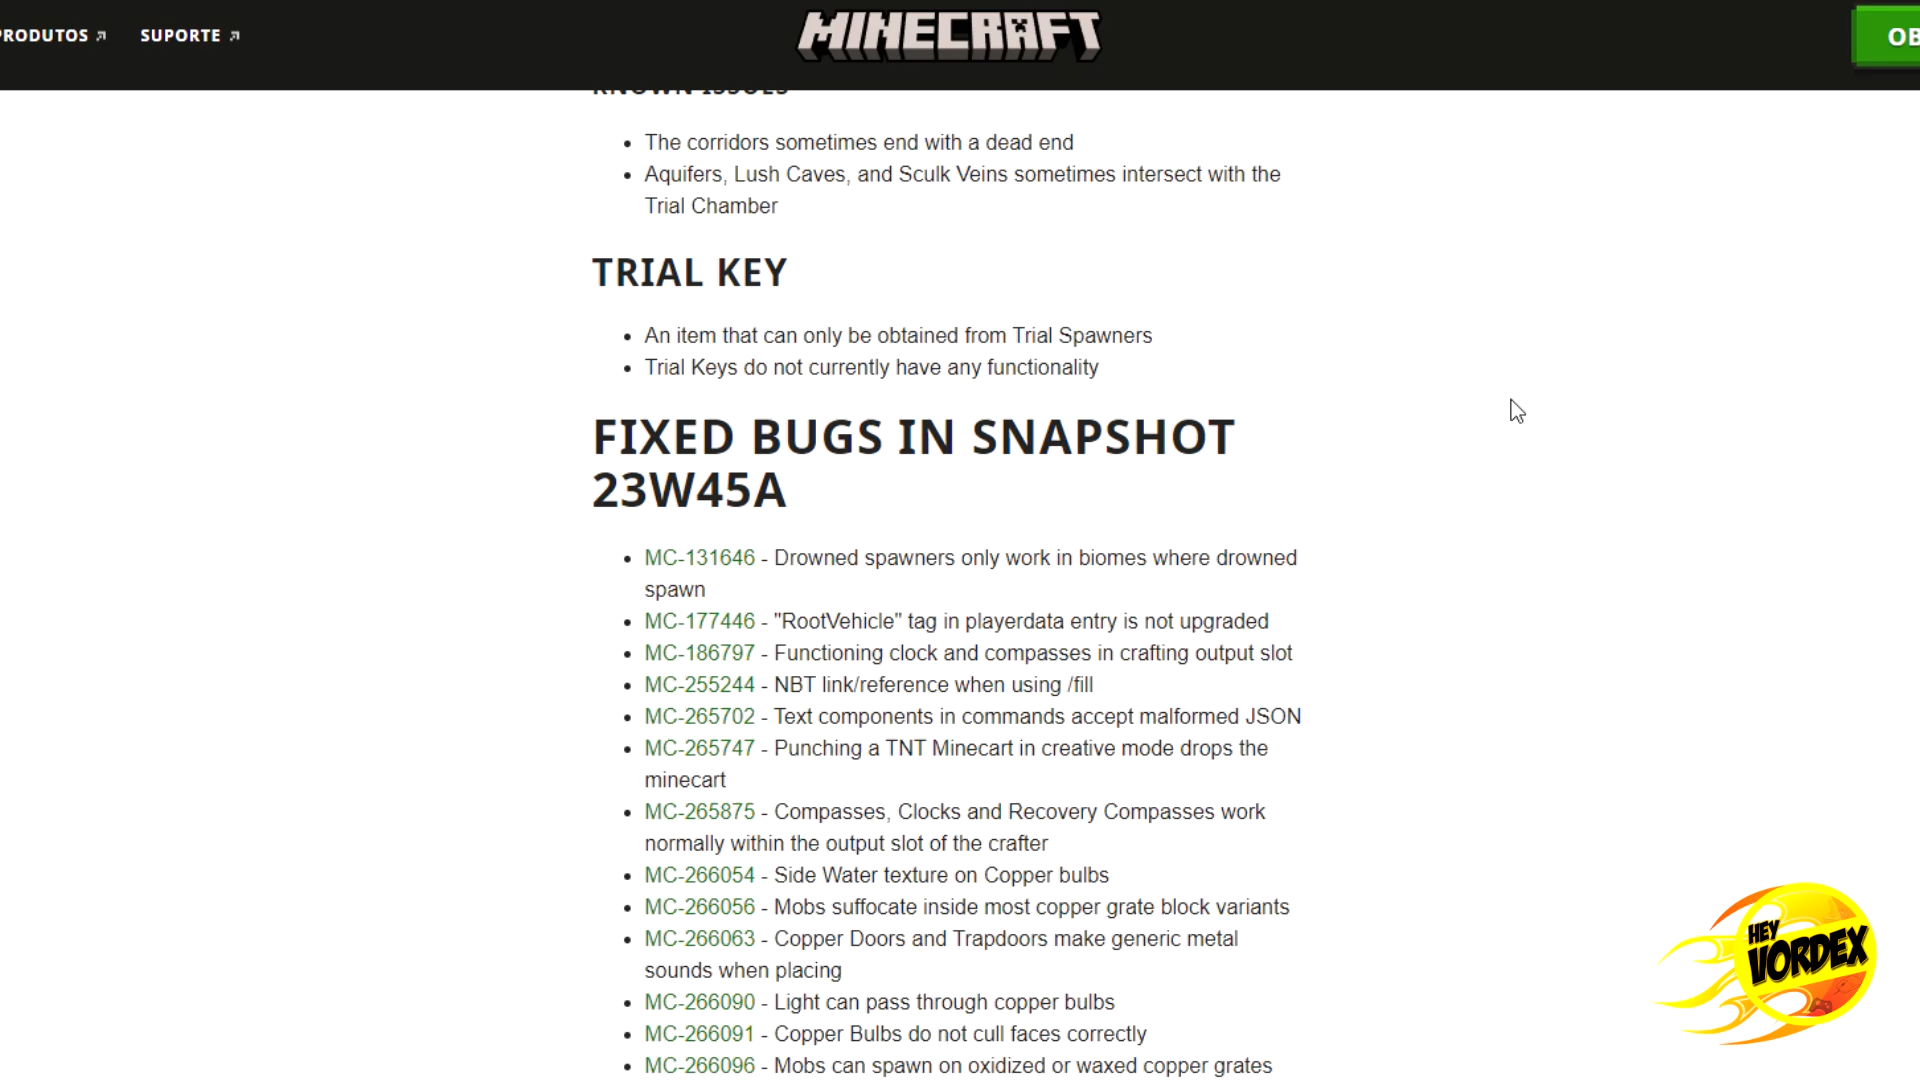 PRODUTOS
SUPORTE
MINECRAFT
OB
KNOWN ISSUES
The corridors sometimes end with a dead end
Aquifers, Lush Caves, and Sculk Veins sometimes intersect with the
Trial Chamber
TRIAL KEY
An item that can only be obtained from Trial Spawners
Trial Keys do not currently have any functionality
FIXED BUGS IN SNAPSHOT
23W45A
MC-131646 - Drowned spawners only work in biomes where drowned
spawn
MC-177446 - "RootVehicle" tag in playerdata entry is not upgraded
MC-186797 - Functioning clock and compasses in crafting output slot
MC-255244 - NBT link/reference when using /fill
MC-265702 - Text components in commands accept malformed JSON
MC-265747 - Punching a TNT Minecart in creative mode drops the
minecart
MC-265875 - Compasses, Clocks and Recovery Compasses work
normally within the output slot of the crafter
MC-266054 - Side Water texture on Copper bulbs
MC-266056 - Mobs suffocate inside most copper grate block variants
MC-266063 - Copper Doors and Trapdoors make generic metal
sounds when placing
MC-266090 - Light can pass through copper bulbs
MC-266091 - Copper Bulbs do not cull faces correctly
MC-266096 - Mobs can spawn on oxidized or waxed copper grates
HEY
VORDEX